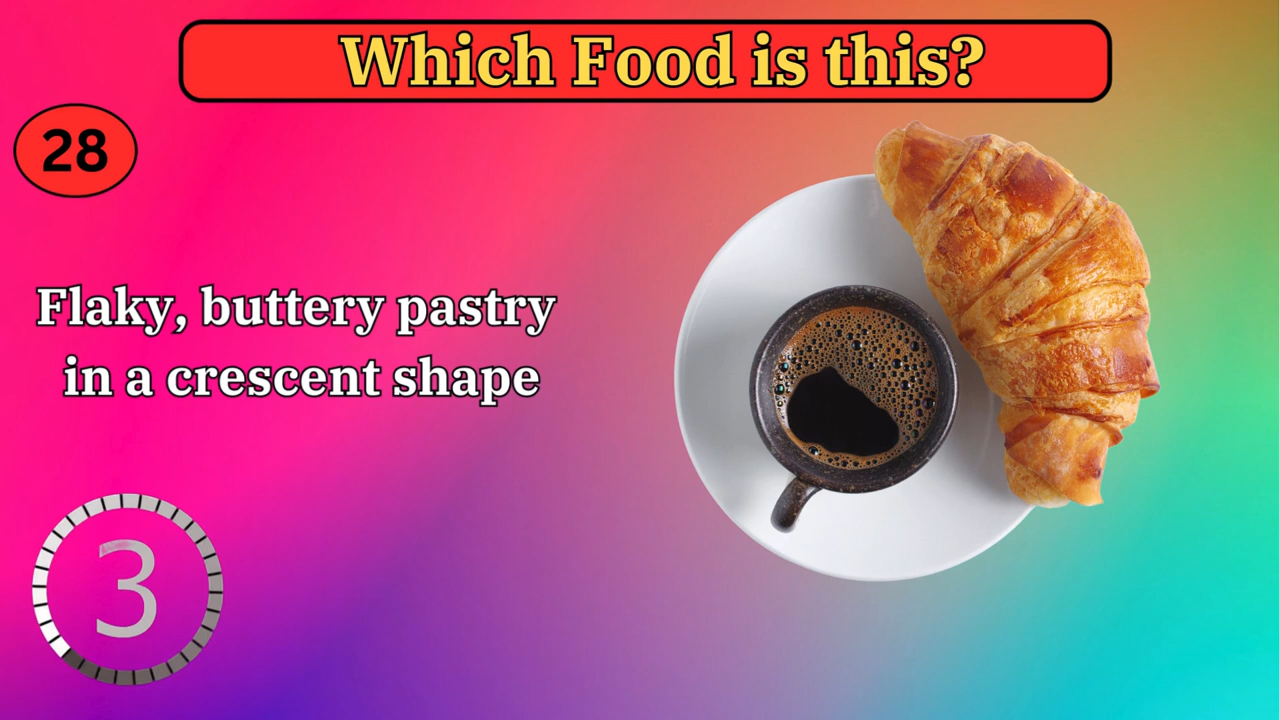 Which Food is this?
28
Flaky, buttery pastry
in a crescent shape
3